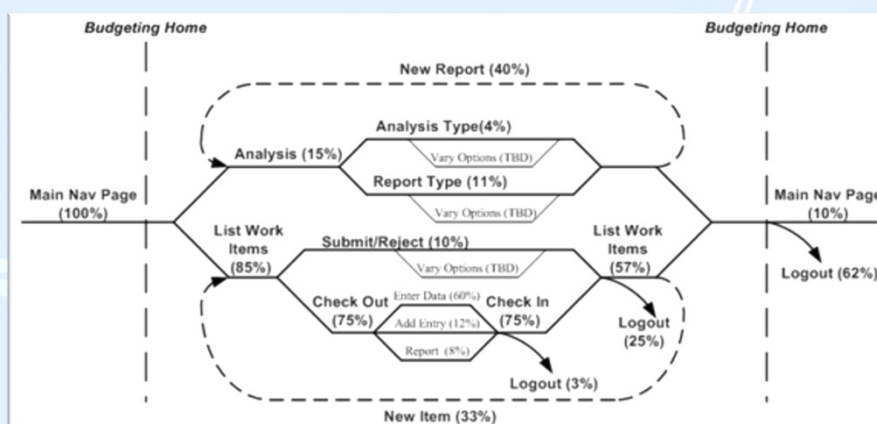 Budgeting Home
Budgeting Home
New Report (40%)
Analysis Type(4%)
Vary Options (TBD)
Analysis (15%)
Report Type (11%)
Vary Options (TBD)
Main Nav Page
(100%)
Main Nav Page
(10%)
Logout (62%)
List Work
Items
(85%)
Submit/Reject (10%)
Vary Options (TBD)
List Work
Items
(57%)
Check Out
(75%)
Enter Data (60%)
Add Entry (12%)
Report (8%)
Check In
(75%)
Logout
(25%)
Logout (3%)
New Item (33%)